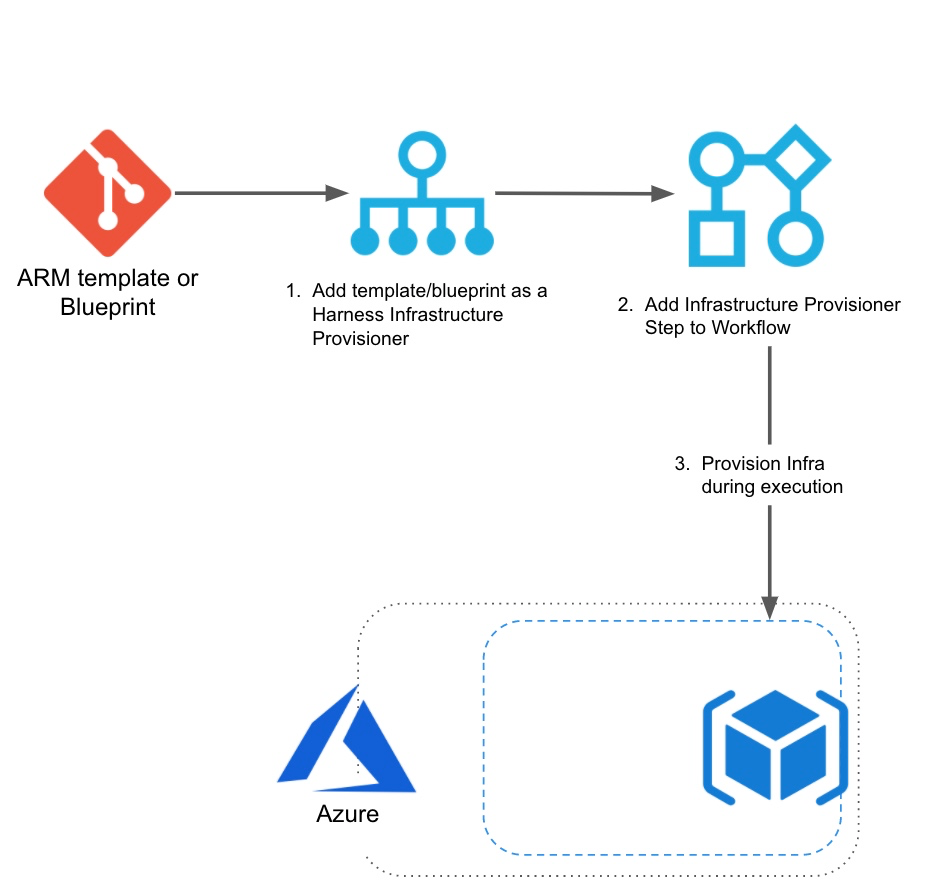 ARM template or
Blueprint
1. Add template/blueprint as a
Harness Infrastructure
Provisioner
2. Add Infrastructure Provisioner
Step to Workflow
3. Provision Infra
during execution
Azure